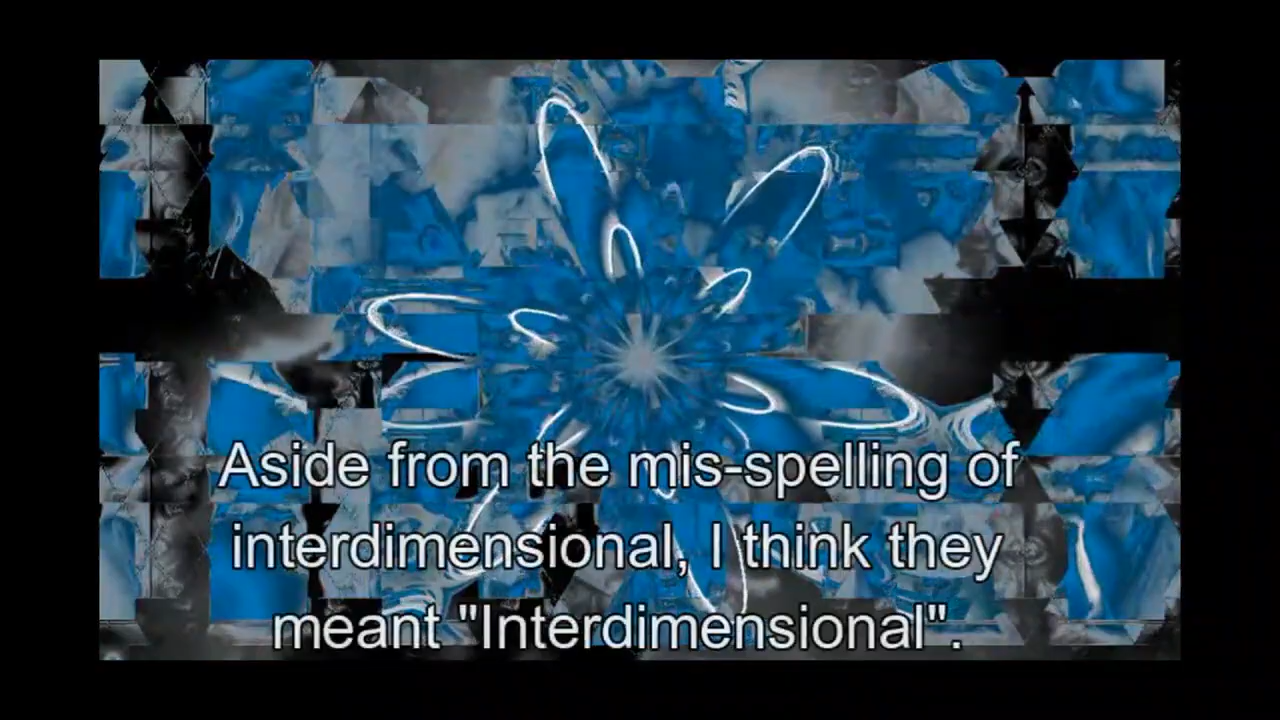 Aside from the mis-spelling of
interdimensional, I think they
meant "Interdimensional".